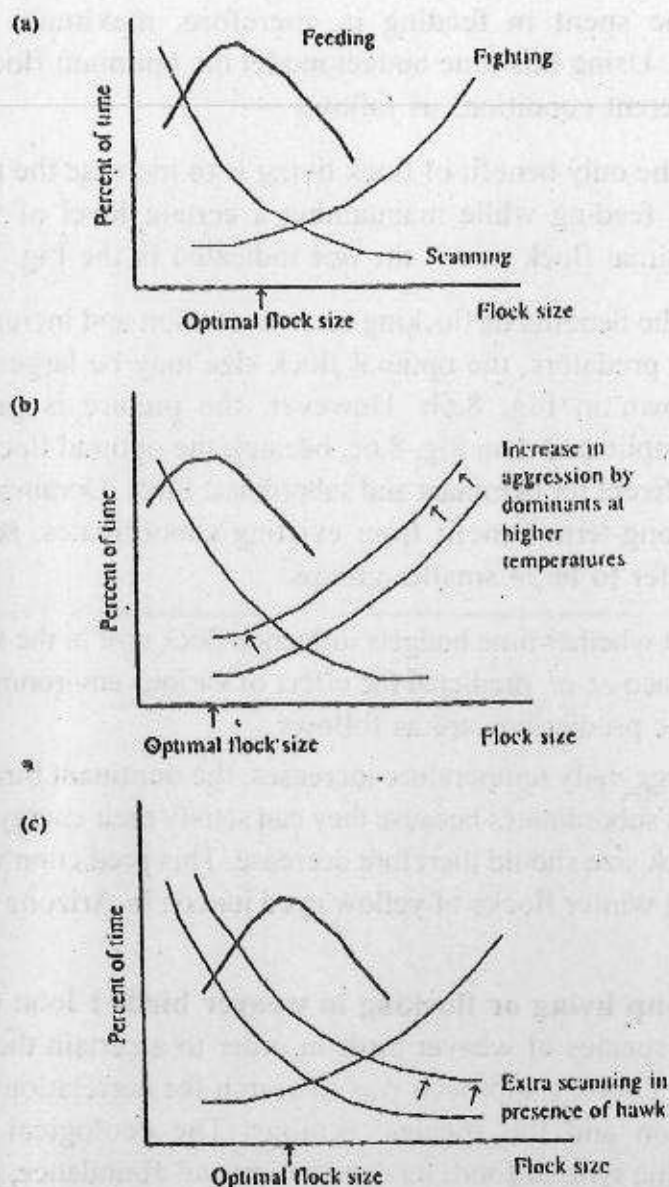 (a)
Feeding
Fighting
Percent of time
Scanning
Optimal flock size
Flock size
(b)
Increase in
aggression by
dominants at
higher
temperatures
Percent of time
Optimal flock size
Flock size
(c)
Percent of time
Extra scanning in
presence of hawk
Optimal flock size
Flock size